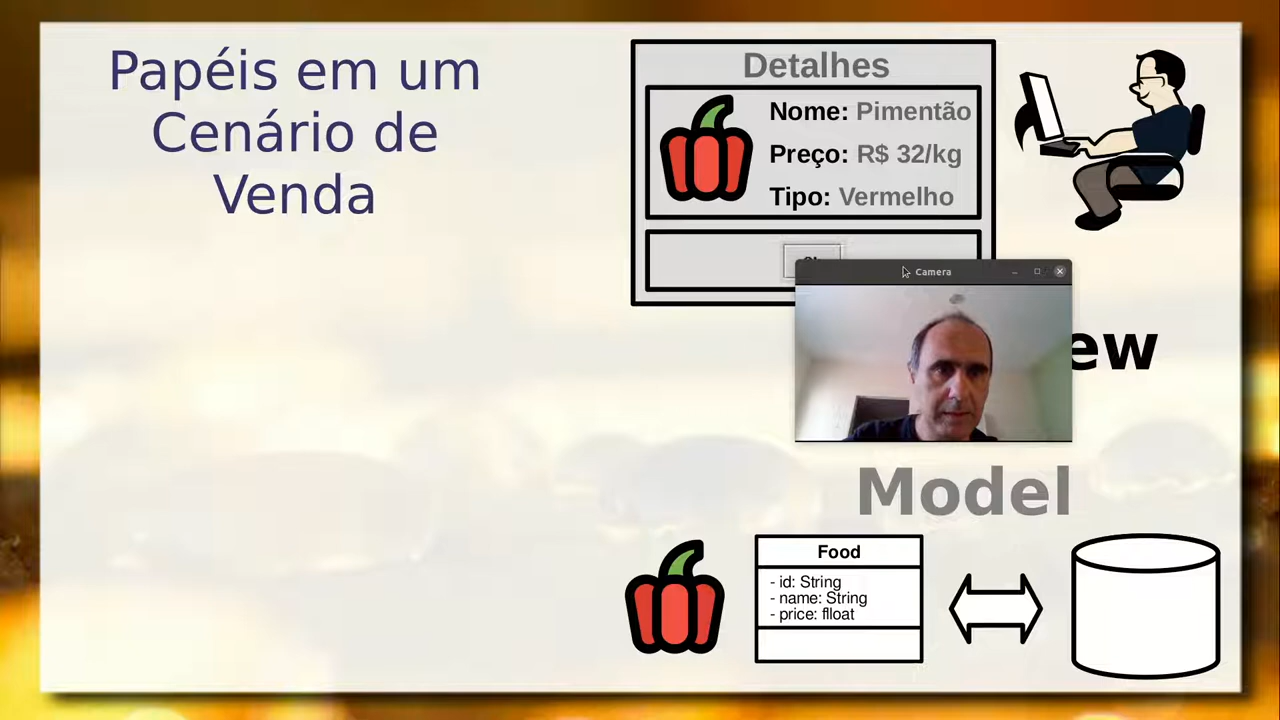 Papéis em um
Cenário de
Venda
Detalhes
Nome: Pimentão
Preço: R$ 32/kg
Tipo: Vermelho
Camera
ew
Model
Food
- id: String
- name: String
- price: flloat